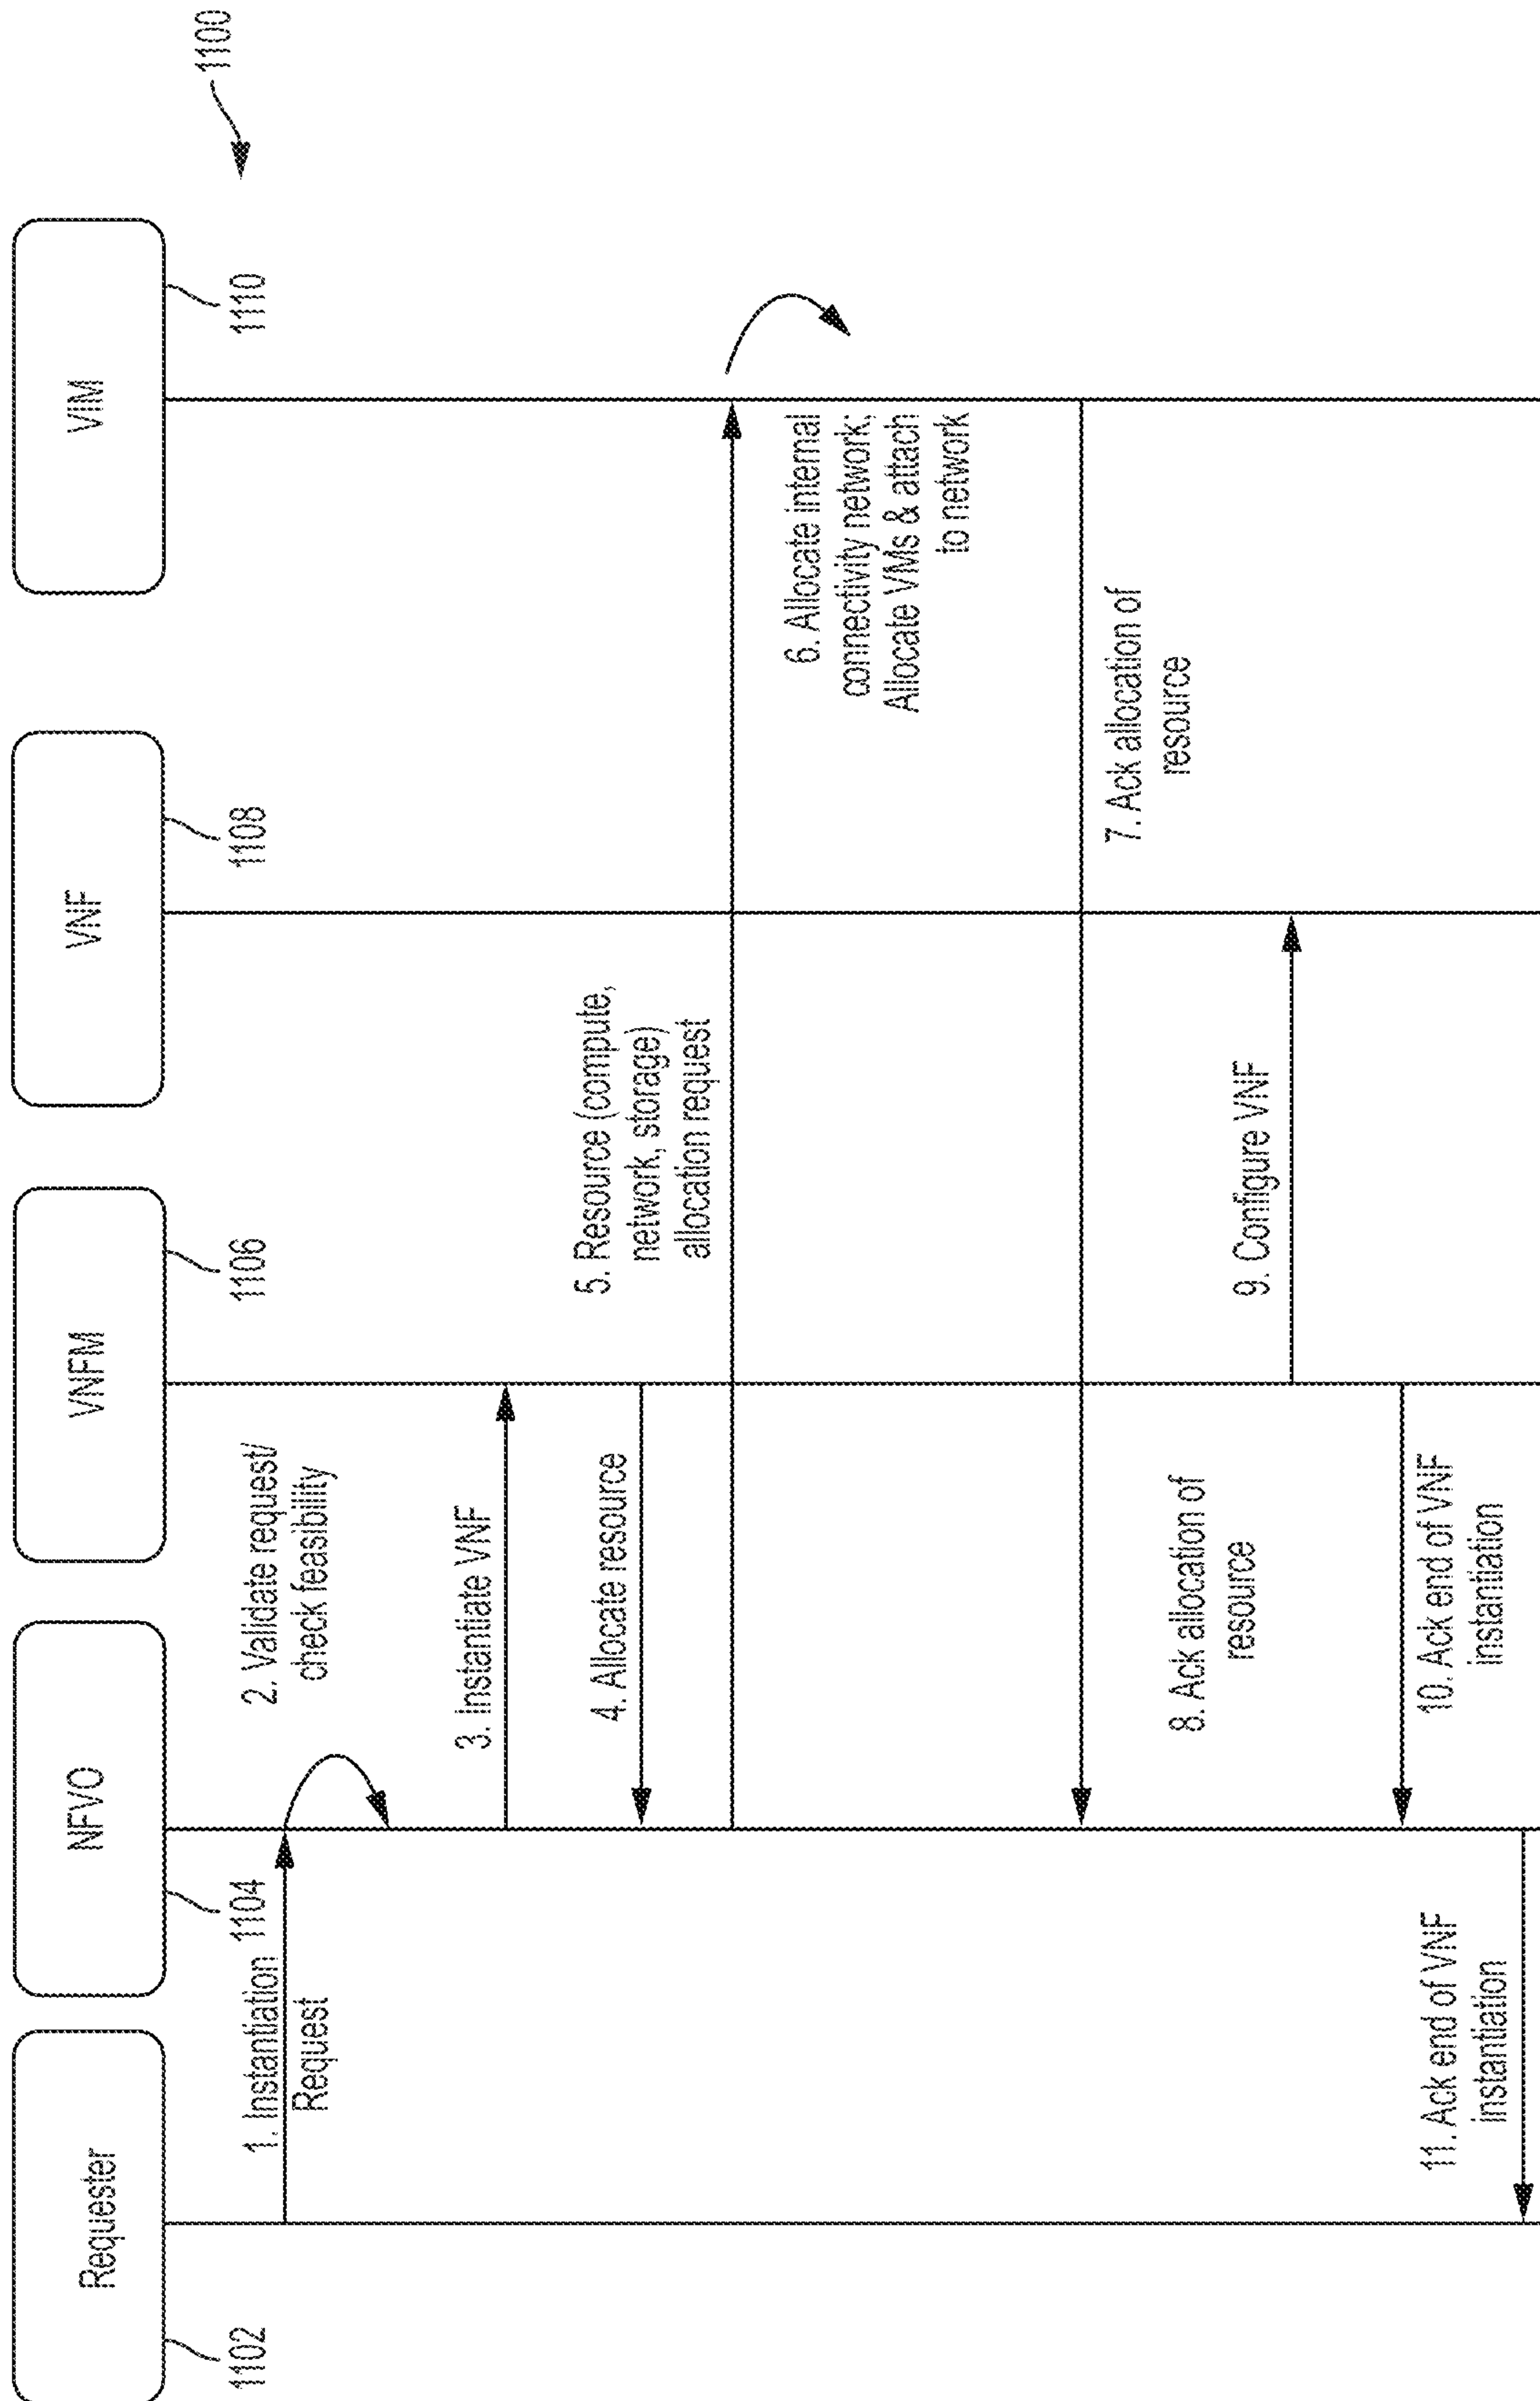 1100
Requester
NFVO
VNFM
VNF
VIM
1102
1104
1106
1108
1110
1. Instantiation
Request
2. Validate request/
check feasibility
3. Instantiate VNF
4. Allocate resource
5. Resource (compute,
network, storage)
allocation request
6. Allocate internal
connectivity network;
Allocate VMs & attach
to network
7. Ack allocation of
resource
8. Ack allocation of
resource
9. Configure VNF
10. Ack end of VNF
instantiation
11. Ack end of VNF
instantiation